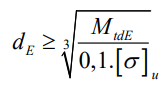 d_E ≥ ∛(M_tdE / 0,1.[σ]_u)